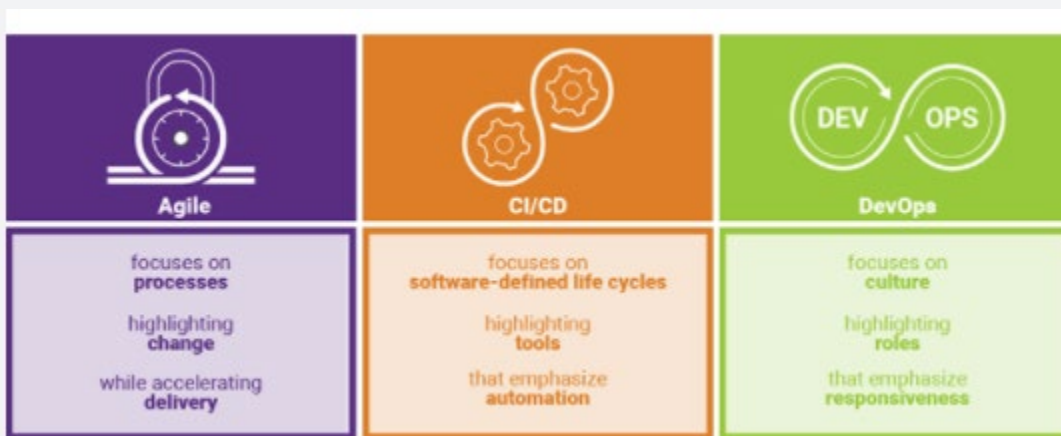 DEV OPS
Agile
CI/CD
DevOps
focuses on
processes
highlighting
change
while accelerating
delivery
focuses on
software-defined life cycles
highlighting
tools
that emphasize
automation
focuses on
culture
highlighting
roles
that emphasize
responsiveness